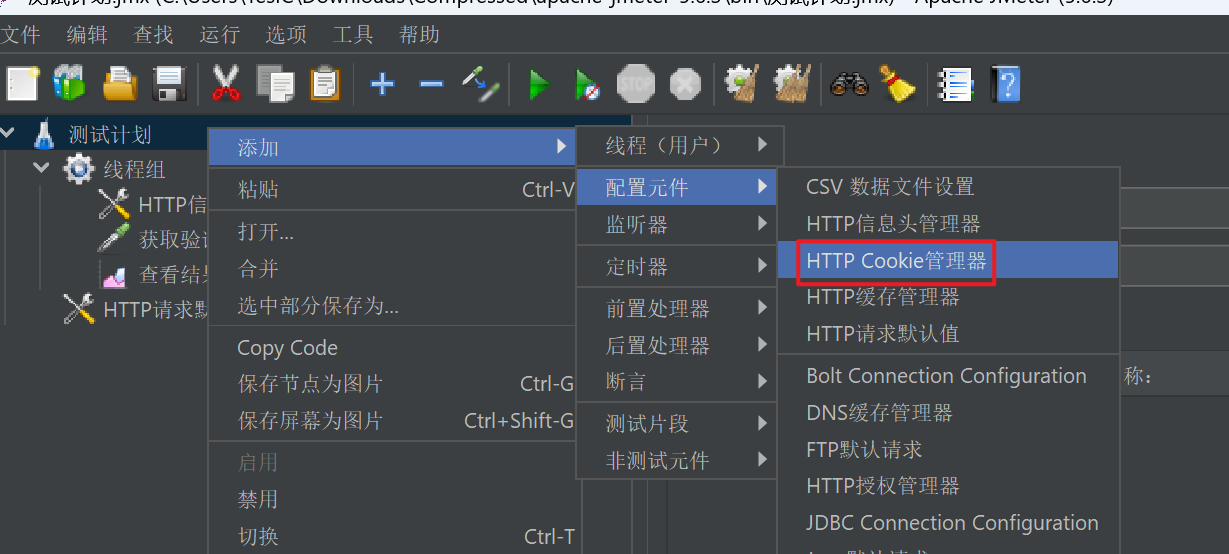 文件 编辑 查找 运行 选项 工具 帮助
STOP
测试计划
线程组
HTTP信
获取验
查看结果
HTTP请求默
添加
粘贴 Ctrl-V
打开...
合并
选中部分保存为...
Copy Code
保存节点为图片 Ctrl-G
保存屏幕为图片 Ctrl+Shift-G
启用
禁用
切换 Ctrl-T
线程（用户）
配置元件
监听器
定时器
前置处理器
后置处理器
断言
测试片段
非测试元件
CSV 数据文件设置
HTTP信息头管理器
HTTP Cookie管理器
HTTP缓存管理器
HTTP请求默认值
Bolt Connection Configuration
DNS缓存管理器
FTP默认请求
HTTP授权管理器
JDBC Connection Configuration
称：